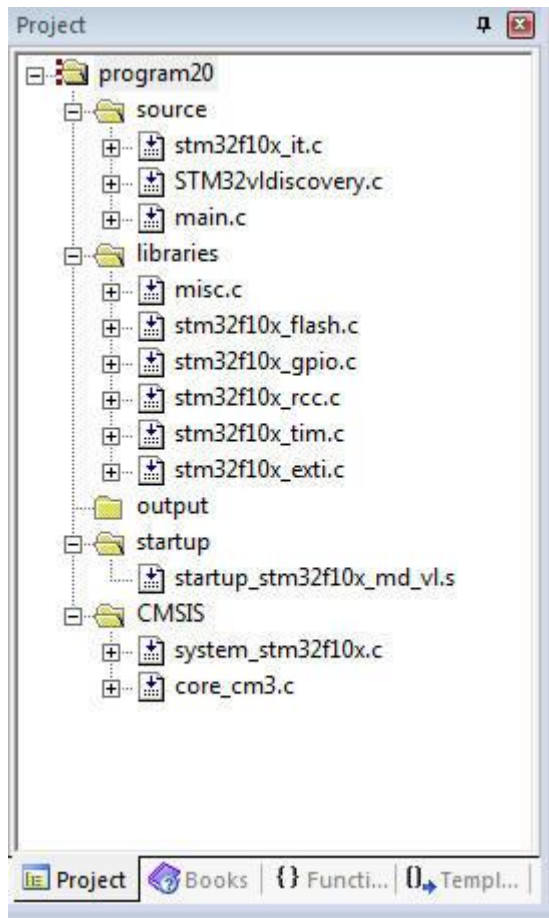 Project
program20
source
stm32f10x_it.c
STM32vldiscovery.c
main.c
libraries
misc.c
stm32f10x_flash.c
stm32f10x_gpio.c
stm32f10x_rcc.c
stm32f10x_tim.c
stm32f10x_exti.c
output
startup
startup_stm32f10x_md_vl.s
CMSIS
system_stm32f10x.c
core_cm3.c
Project Books {} Functi... 0 Templ...